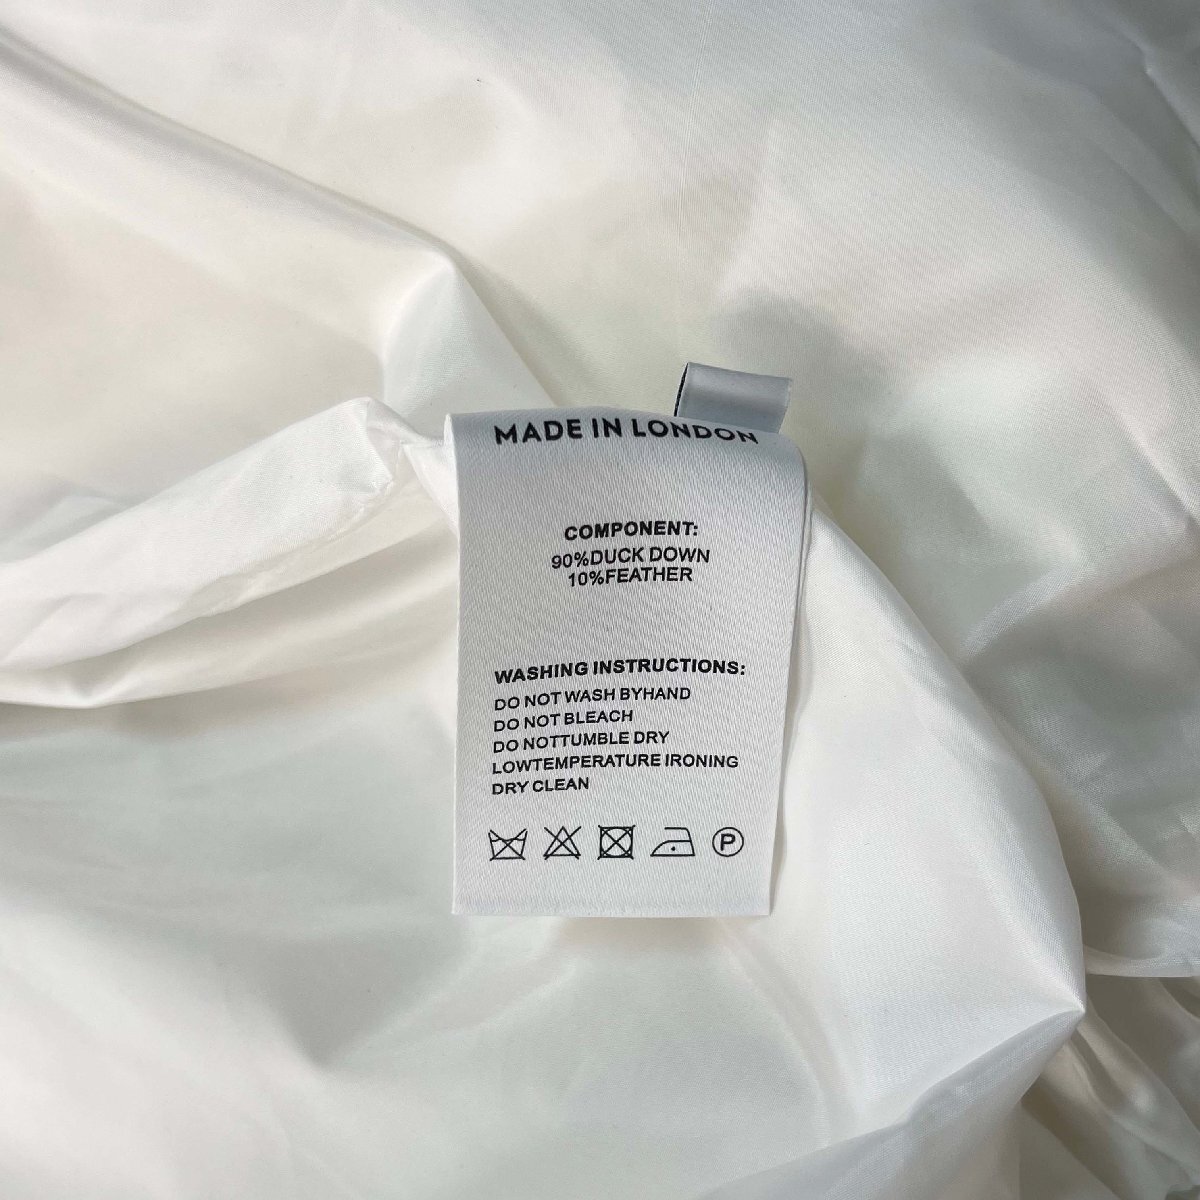 MADE IN LONDON
COMPONENT:
90%DUCK DOWN
10%FEATHER
WASHING INSTRUCTIONS:
DO NOT WASH BYHAND
DO NOT BLEACH
DO NOTTUMBLE DRY
LOWTEMPERATURE IRONING
DRY CLEAN
P